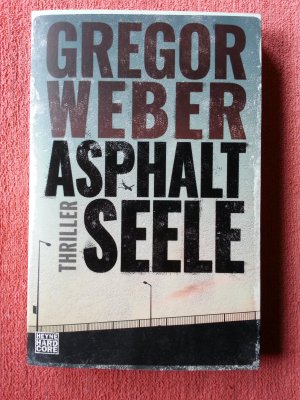 GREGOR
WEBER
ASPHALT
THRILLER
SEELE
HEYNE
HARD
CORE